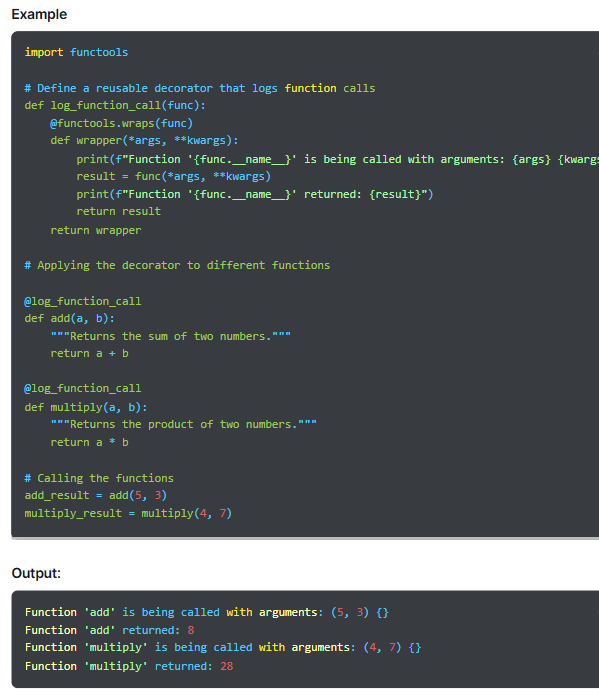 Example
import functools
# Define a reusable decorator that logs function calls
def log_function_call(func):
    @functools.wraps(func)
    def wrapper(*args, **kwargs):
        print(f"Function '{func.__name__}' is being called with arguments: {args} {kwargs
        result = func(*args, **kwargs)
        print(f"Function '{func.__name__}' returned: {result}")
        return result
    return wrapper
# Applying the decorator to different functions
@log_function_call
def add(a, b):
    """Returns the sum of two numbers."""
    return a + b
@log_function_call
def multiply(a, b):
    """Returns the product of two numbers."""
    return a * b
# Calling the functions
add_result = add(5, 3)
multiply_result = multiply(4, 7)
Output:
Function 'add' is being called with arguments: (5, 3) {}
Function 'add' returned: 8
Function 'multiply' is being called with arguments: (4, 7) {}
Function 'multiply' returned: 28